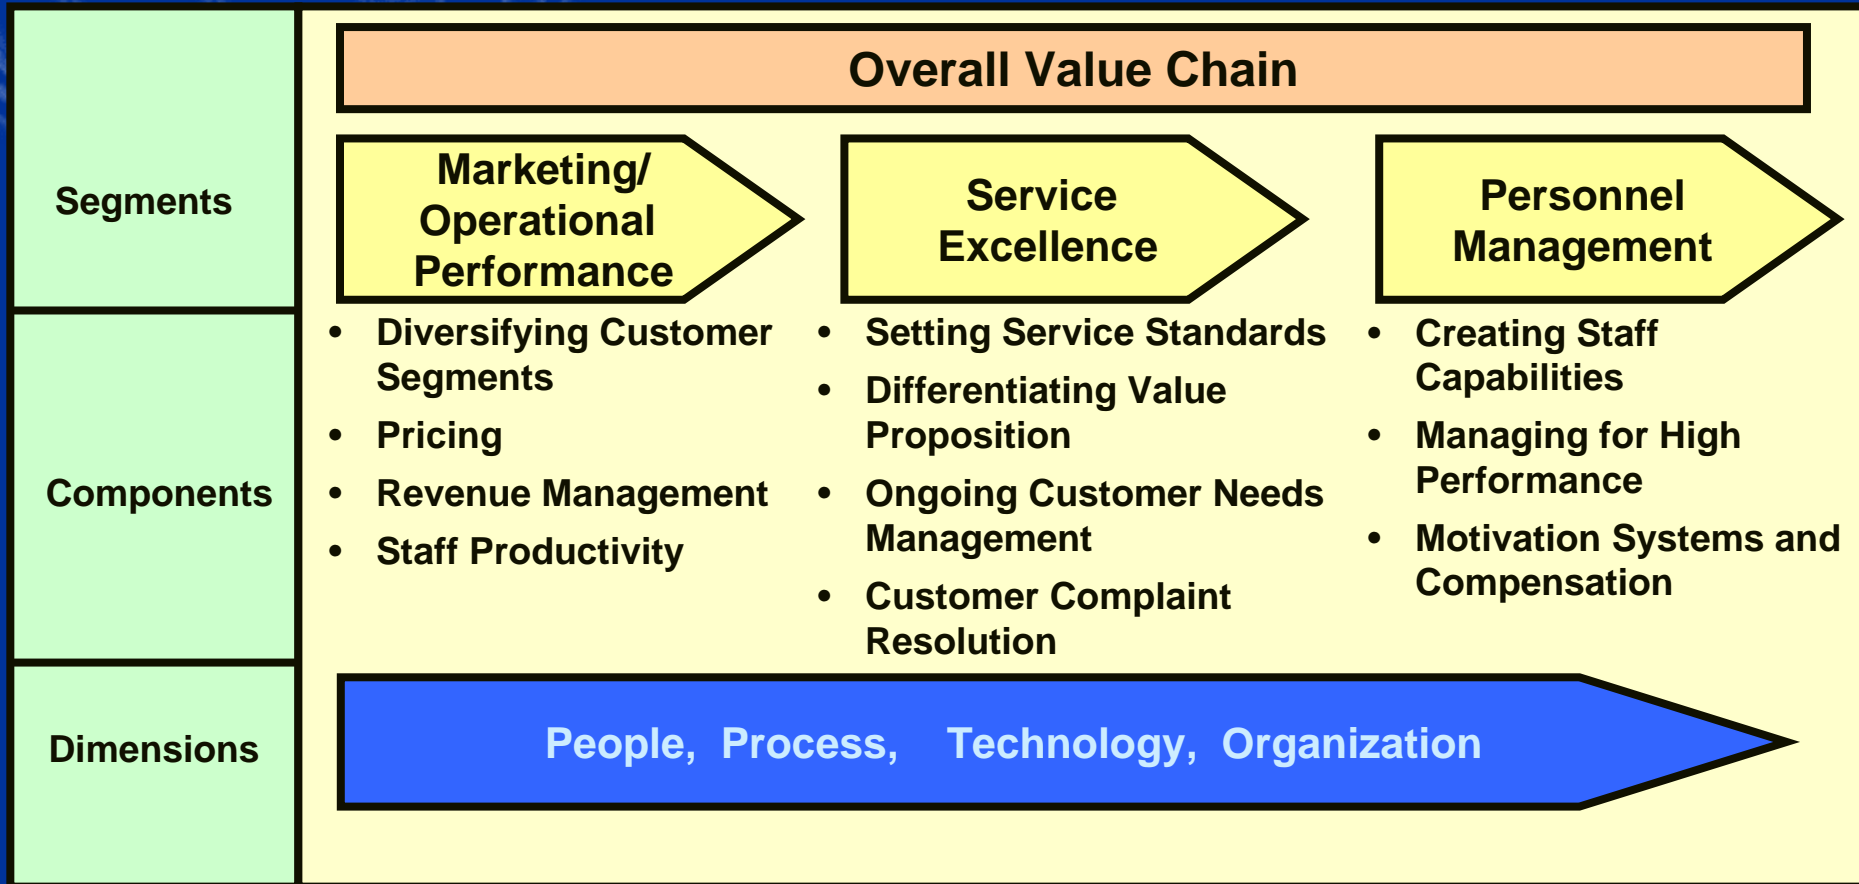 Overall Value Chain
Segments
Marketing/
Operational
Performance
Service
Excellence
Personnel
Management
Components
• Diversifying Customer
Segments
• Pricing
• Revenue Management
• Staff Productivity
• Setting Service Standards
• Differentiating Value
Proposition
• Ongoing Customer Needs
Management
• Customer Complaint
Resolution
• Creating Staff
Capabilities
• Managing for High
Performance
• Motivation Systems and
Compensation
Dimensions
People, Process, Technology, Organization